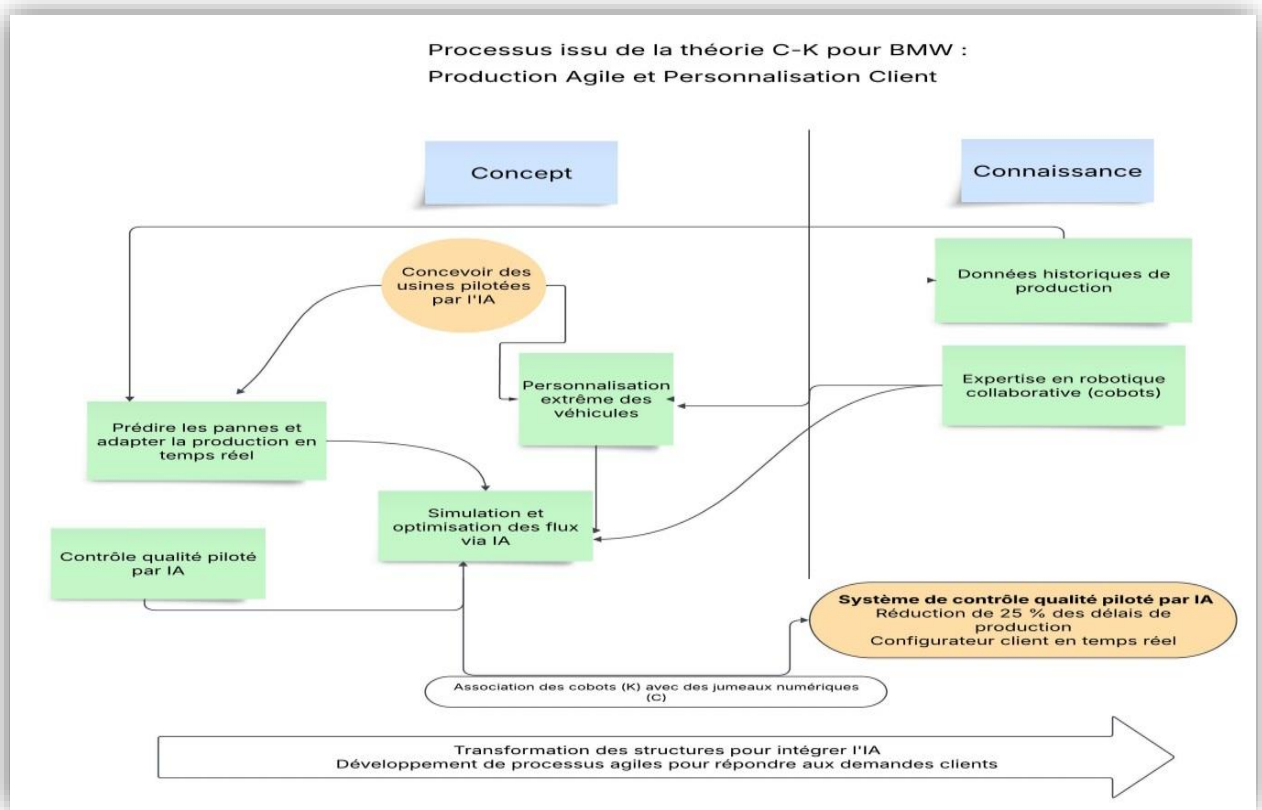 Processus issu de la théorie C-K pour BMW :
Production Agile et Personnalisation Client
Concept
Connaissance
Concevoir des
usines pilotées
par l'IA
Données historiques de
production
Personnalisation
extrême des
véhicules
Expertise en robotique
collaborative (cobots)
Prédire les pannes et
adapter la production en
temps réel
Simulation et
optimisation des flux
via IA
Contrôle qualité piloté
par IA
Système de contrôle qualité piloté par IA
Réduction de 25 % des délais de
production
Configurateur client en temps réel
Association des cobots (K) avec des jumeaux numériques
(C)
Transformation des structures pour intégrer l'IA
Développement de processus agiles pour répondre aux demandes clients